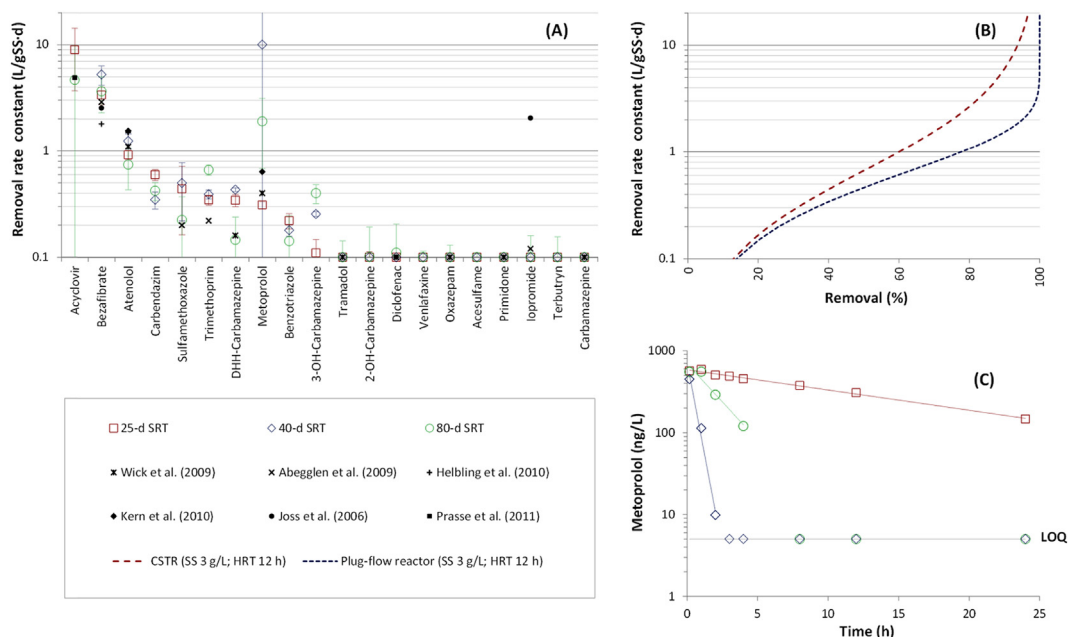 (A)
Removal rate constant (L/gSS·d)
10
1
0.1
Acyclovir
Bezafibrate
Atenolol
Carbendazim
Sulfamethoxazole
Trimethoprim
DHH-Carbamazepine
Metoprolol
Benzotriazole
3-OH-Carbamazepine
Tramadol
2-OH-Carbamazepine
Diclofenac
Venlafaxine
Oxazepam
Acesulfame
Primidone
Iopromide
Terbutryn
Carbamazepine
25-d SRT 40-d SRT 80-d SRT
Wick et al. (2009) Abegglen et al. (2009) Helbling et al. (2010)
Kern et al. (2010) Joss et al. (2006) Prasse et al. (2011)
CSTR (SS 3 g/L; HRT 12 h) Plug-flow reactor (SS 3 g/L; HRT 12 h)
(B)
Removal rate constant (L/gSS·d)
10
1
0.1
0 20 40 60 80 100
Removal (%)
(C)
Metoprolol (ng/L)
1000
100
10
1
LOQ
0 5 10 15 20 25
Time (h)